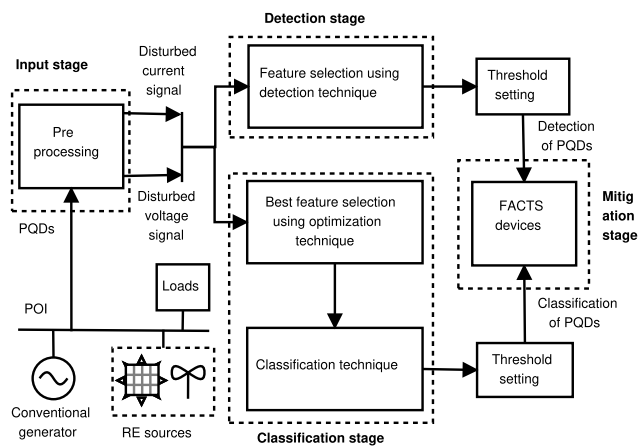 Detection stage
Input stage
Disturbed
current
signal
Feature selection using
detection technique
Threshold
setting
Pre
processing
Detection
of PQDs
Disturbed
voltage
signal
Best feature selection
using optimization
technique
FACTS
devices
Mitig
ation
stage
PQDs
Loads
POI
Classification
of PQDs
Classification technique
Threshold
setting
Conventional
generator
RE sources
Classification stage